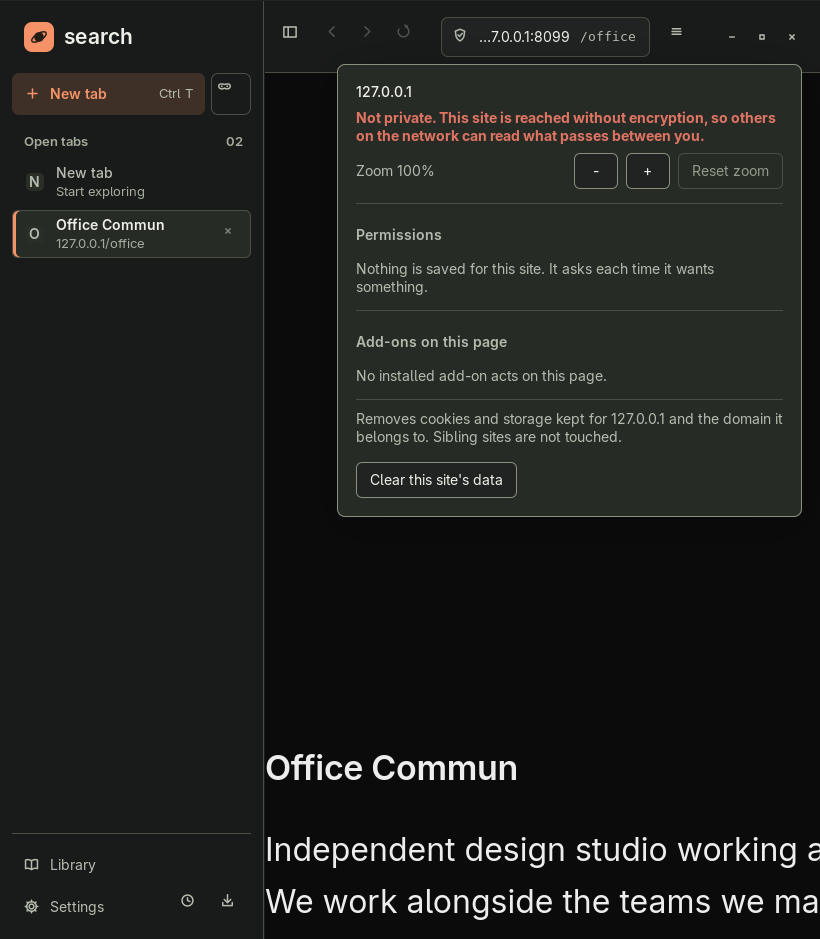 search
...7.0.0.1:8099 /office
New tab Ctrl T
Open tabs 02
N
New tab
Start exploring
O
Office Commun
127.0.0.1/office
127.0.0.1
Not private. This site is reached without encryption, so others
on the network can read what passes between you.
Zoom 100% - + Reset zoom
Permissions
Nothing is saved for this site. It asks each time it wants
something.
Add-ons on this page
No installed add-on acts on this page.
Removes cookies and storage kept for 127.0.0.1 and the domain it
belongs to. Sibling sites are not touched.
Clear this site's data
Office Commun
Independent design studio working a
We work alongside the teams we ma
Library
Settings